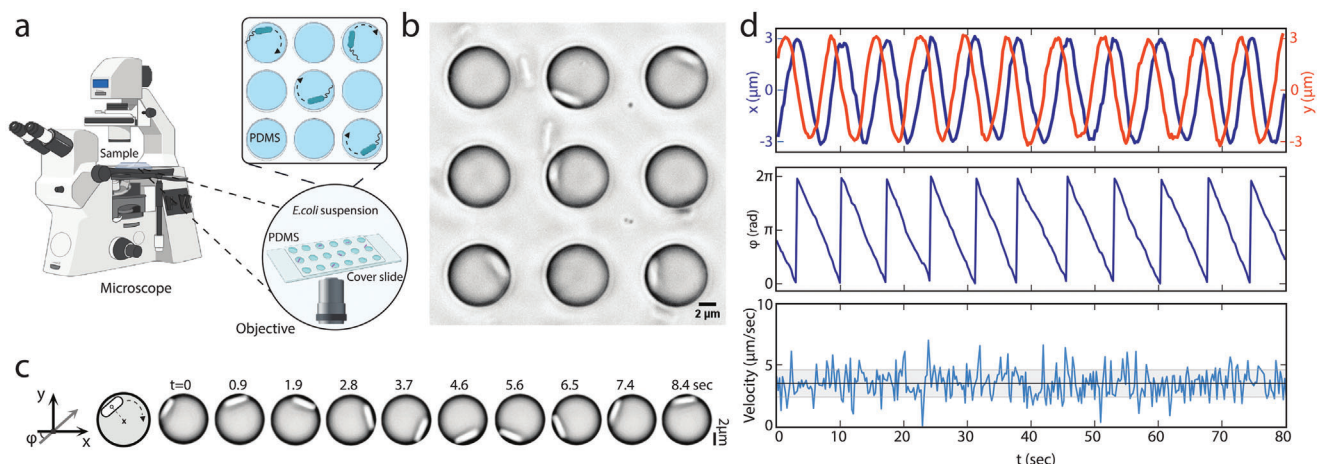 a
Sample
Microscope
PDMS
E.coli suspension
PDMS
Cover slide
Objective
b
2 μm
c
y
x
φ
x
t=0 0.9 1.9 2.8 3.7 4.6 5.6 6.5 7.4 8.4 sec
2μm
d
3
0
-3
x (μm)
3
0
-3
y (μm)
2π
π
0
φ (rad)
10
5
0
Velocity (μm/sec)
0 10 20 30 40 50 60 70 80
t (sec)